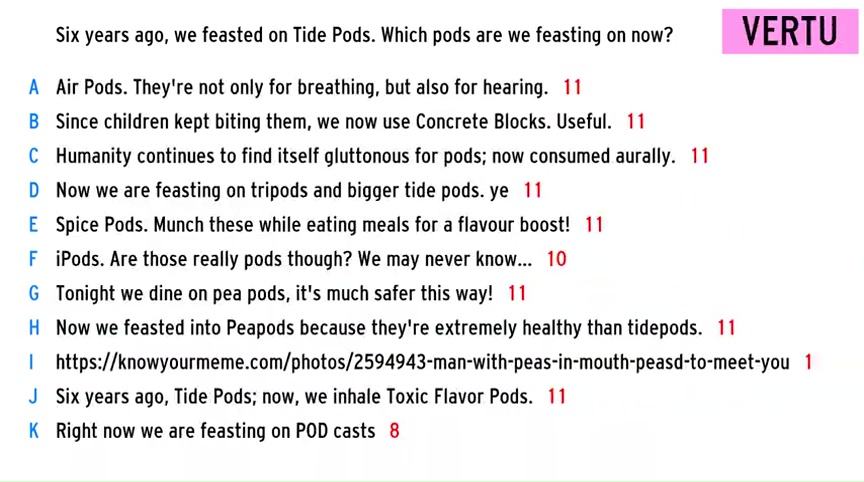 Six years ago, we feasted on Tide Pods. Which pods are we feasting on now?
VERTU
A Air Pods. They're not only for breathing, but also for hearing. 11
B Since children kept biting them, we now use Concrete Blocks. Useful. 11
C Humanity continues to find itself gluttonous for pods; now consumed aurally. 11
D Now we are feasting on tripods and bigger tide pods. ye 11
E Spice Pods. Munch these while eating meals for a flavour boost! 11
F iPods. Are those really pods though? We may never know... 10
G Tonight we dine on pea pods, it's much safer this way! 11
H Now we feasted into Peapods because they're extremely healthy than tidepods. 11
I https://knowyourmeme.com/photos/2594943-man-with-peas-in-mouth-peasd-to-meet-you 1
J Six years ago, Tide Pods; now, we inhale Toxic Flavor Pods. 11
K Right now we are feasting on POD casts 8